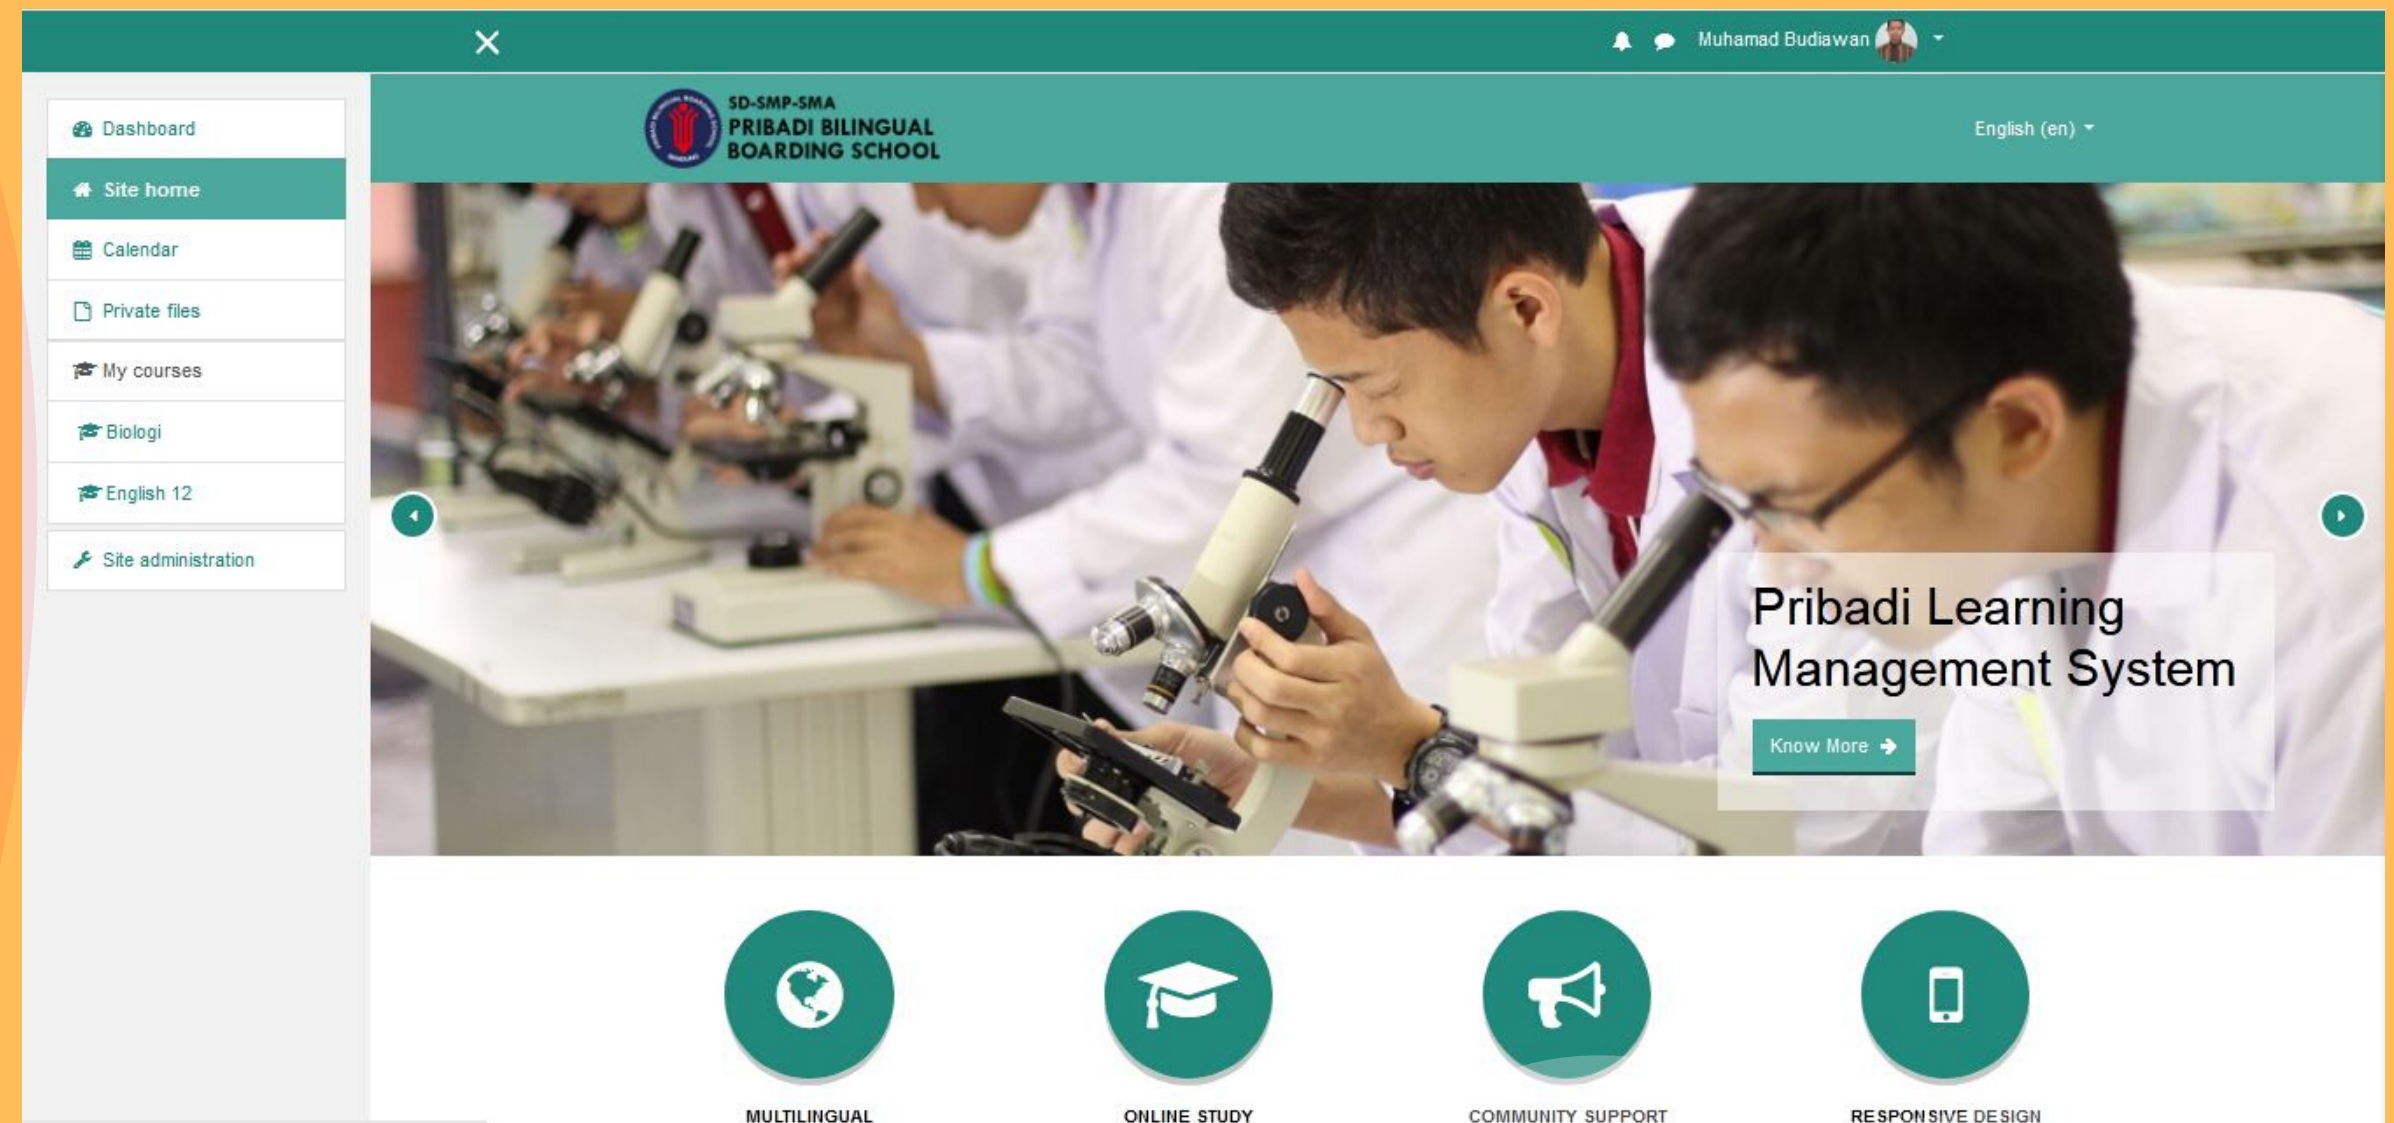 Muhamad Budiawan
Dashboard
Site home
Calendar
Private files
My courses
Biologi
English 12
Site administration
SD-SMP-SMA
PRIBADI BILINGUAL
BOARDING SCHOOL
English (en)
Pribadi Learning
Management System
Know More
MULTILINGUAL
ONLINE STUDY
COMMUNITY SUPPORT
RESPONSIVE DESIGN